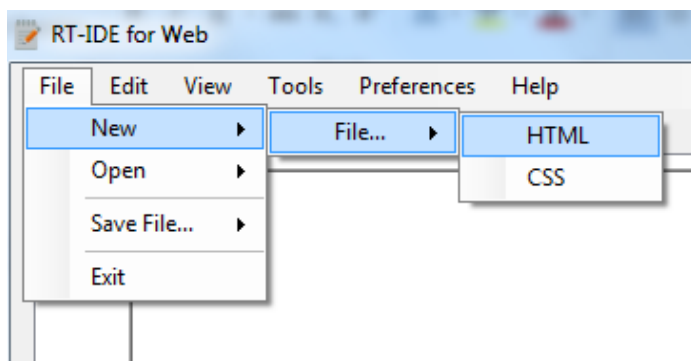 RT-IDE for Web
File Edit View Tools Preferences Help
New File... HTML
Open CSS
Save File...
Exit